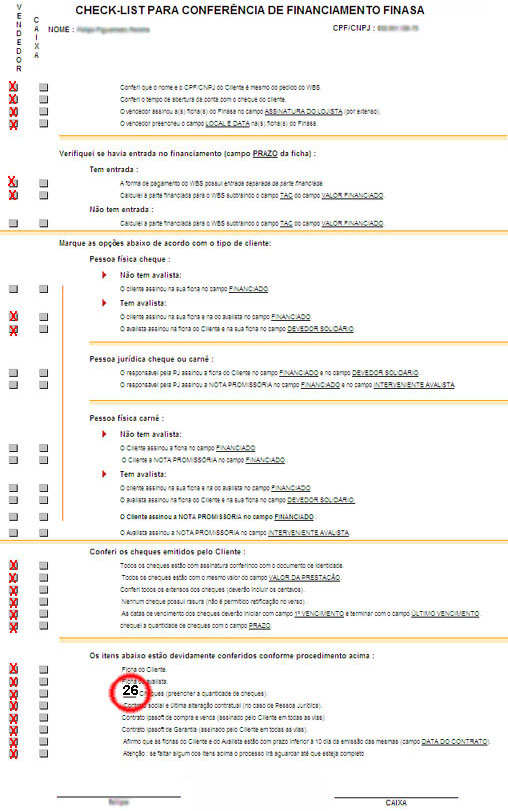 CHECK-LIST PARA CONFERÊNCIA DE FINANCIAMENTO FINASA
VENDEDOR
CAIXA
NOME :
CPF/CNPJ :
X Conferi que o nome e o CPF/CNPJ do Cliente é mesmo do pedido do WBS.
X Conferi o tempo de abertura da conta com o cheque do cliente.
X O vendedor assinou a(s) ficha(s) do Finasa no campo ASSINATURA DO LOJISTA (por extenso).
X O vendedor preencheu o campo LOCAL E DATA na(s) ficha(s) do Finasa.
Verifiquei se havia entrada no financiamento (campo PRAZO da ficha) :
Tem entrada :
X A forma de pagamento do WBS possui entrada separada da parte financiada.
X Calculei a parte financiada para o WBS subtraindo o campo TAC do campo VALOR FINANCIADO
Não tem entrada :
Calculei a parte financiada para o WBS subtraindo o campo TAC do campo VALOR FINANCIADO
Marque as opções abaixo de acordo com o tipo de cliente:
Pessoa física cheque :
Não tem avalista:
O cliente assinou na sua ficha no campo FINANCIADO.
Tem avalista:
X O cliente assinou na sua ficha e na do avalista no campo FINANCIADO.
X O avalista assinou na ficha do Cliente e na sua ficha no campo DEVEDOR SOLIDÁRIO.
Pessoa jurídica cheque ou carnê :
O responsável pela PJ assinou a ficha do Cliente no campo FINANCIADO e no campo DEVEDOR SOLIDÁRIO.
O responsável pela PJ assinou a NOTA PROMISSÓRIA no campo FINANCIADO e no campo INTERVENIENTE AVALISTA
Pessoa física carnê :
Não tem avalista:
O Cliente assinou a ficha no campo FINANCIADO
O Cliente a NOTA PROMISSÓRIA no campo FINANCIADO .
Tem avalista:
O cliente assinou na sua ficha e na do avalista no campo FINANCIADO
O avalista assinou na ficha do Cliente e na sua ficha no campo DEVEDOR SOLIDÁRIO.
O Cliente assinou a NOTA PROMISSÓRIA no campo FINANCIADO .
O Avalista assinou a NOTA PROMISSÓRIA no campo INTERVENIENTE AVALISTA
Conferi os cheques emitidos pelo Cliente :
X Todos os cheques estão com assinatura conferindo com o documento de identidade.
X Todos os cheques estão com o mesmo valor do campo VALOR DA PRESTAÇÃO
X Conferi todos os extensos dos cheques (deverão incluir os centavos).
X Nenhum cheque possui rasura (não é permitido retificação no verso).
X As datas de vencimento dos cheques deverão iniciar com campo 1º VENCIMENTO e terminar com o campo ÚLTIMO VENCIMENTO.
X chequei a quantidade de cheques com o campo PRAZO.
Os itens abaixo estão devidamente conferidos conforme procedimento acima :
X Ficha do Cliente.
X avalista.
X 26 Cheques (preencher a quantidade de cheques).
X Contrato social e última alteração contratual (no caso de Pessoa Jurídica).
X Contrato Ipasoft de compra e venda (assinado pelo Cliente em todas as vias)
X Contrato Ipasoft de Garantia (assinado pelo Cliente em todas as vias).
X Afirmo que as fichas do Cliente e do Avalista estão com prazo inferior à 10 dia da emissão das mesmas (campo DATA DO CONTRATO).
X Atenção : se faltar algum dos itens acima o processo irá aguardar até que esteja completo.
CAIXA